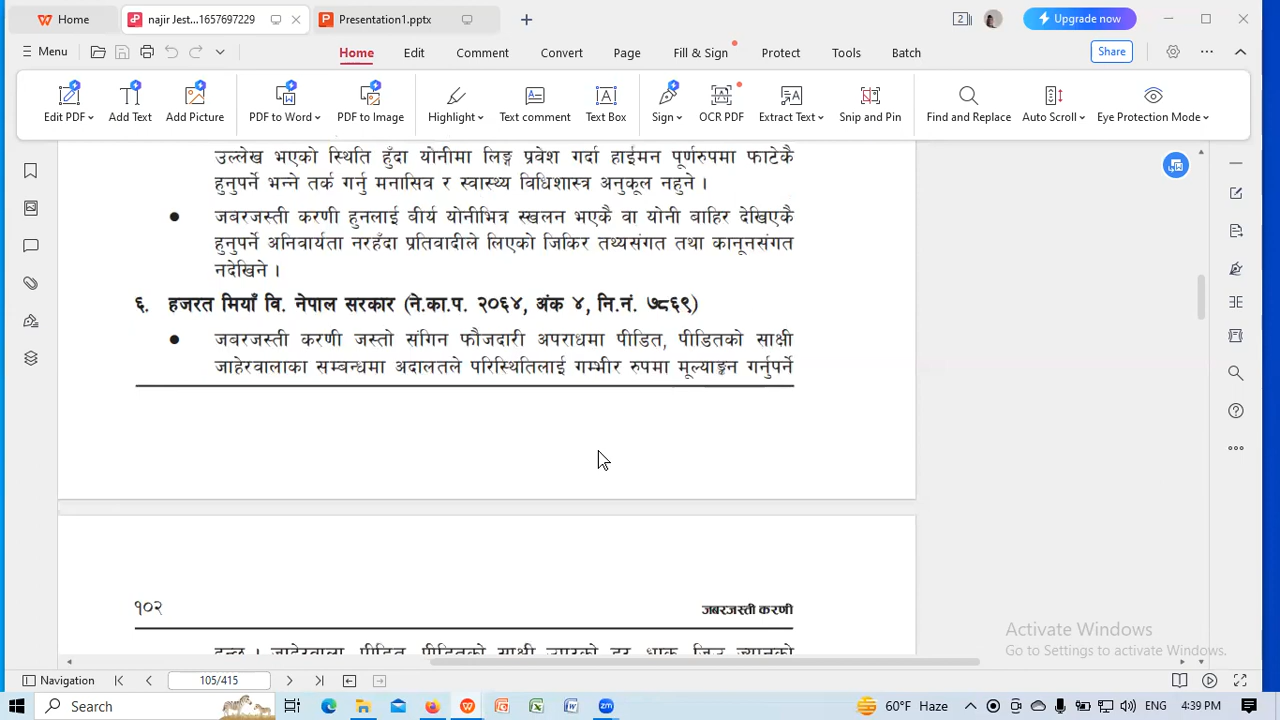 Home
najir Jest...1657697229
Presentation1.pptx
2
Upgrade now
Menu
Home
Edit
Comment
Convert
Page
Fill & Sign
Protect
Tools
Batch
Share
Edit PDF
Add Text
Add Picture
PDF to Word
PDF to Image
Highlight
Text comment
Text Box
Sign
OCR PDF
Extract Text
Snip and Pin
Find and Replace
Auto Scroll
Eye Protection Mode
उल्लेख भएको स्थिति हुँदा योनीमा लिङ्ग प्रवेश गर्दा हाईमन पूर्णरुपमा फाटेकै
हुनुपर्ने भन्ने तर्क गर्नु मनासिव र स्वास्थ्य विधिशास्त्र अनुकूल नहुने ।
● जबरजस्ती करणी हुनलाई बीर्य योनीभित्र स्खलन भएकै वा योनी बाहिर देखिएकै
हुनुपर्ने अनिवार्यता नरहँदा प्रतिवादीले लिएको जिकिर तथ्यसंगत तथा कानूनसंगत
नदेखिने ।
६. हजरत मियाँ वि. नेपाल सरकार (ने.का.प. २०६४, अंक ४, नि.नं. ७८६९)
● जबरजस्ती करणी जस्तो संगिन फौजदारी अपराधमा पीडित, पीडितको साक्षी
जाहेरवालाका सम्बन्धमा अदालतले परिस्थितिलाई गम्भीर रुपमा मूल्याङ्कन गर्नुपर्ने
१०२
जबरजस्ती करणी
हुन्छ । जाहेरवाला पीडित, पीडितको साक्षी उपरको डर, धाक, जिउ ज्यानको
Activate Windows
Go to Settings to activate Windows.
Navigation
105/415
Search
60°F Haze
4:39 PM